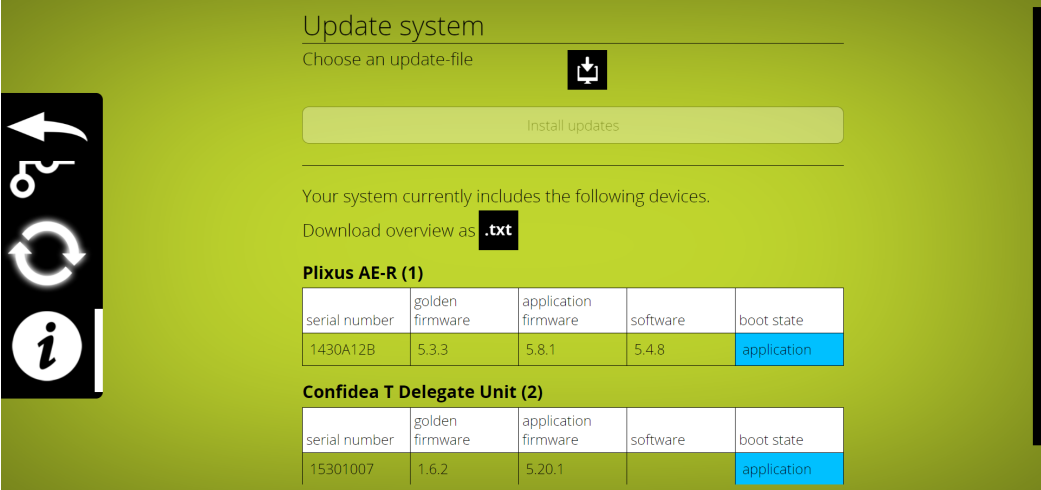 Update system
Choose an update-file
Install updates
Your system currently includes the following devices.
Download overview as .txt
Plixus AE-R (1)
serial number golden firmware application firmware software boot state
1430A12B 5.3.3 5.8.1 5.4.8 application
Confidea T Delegate Unit (2)
serial number golden firmware application firmware software boot state
15301007 1.6.2 5.20.1 application
i